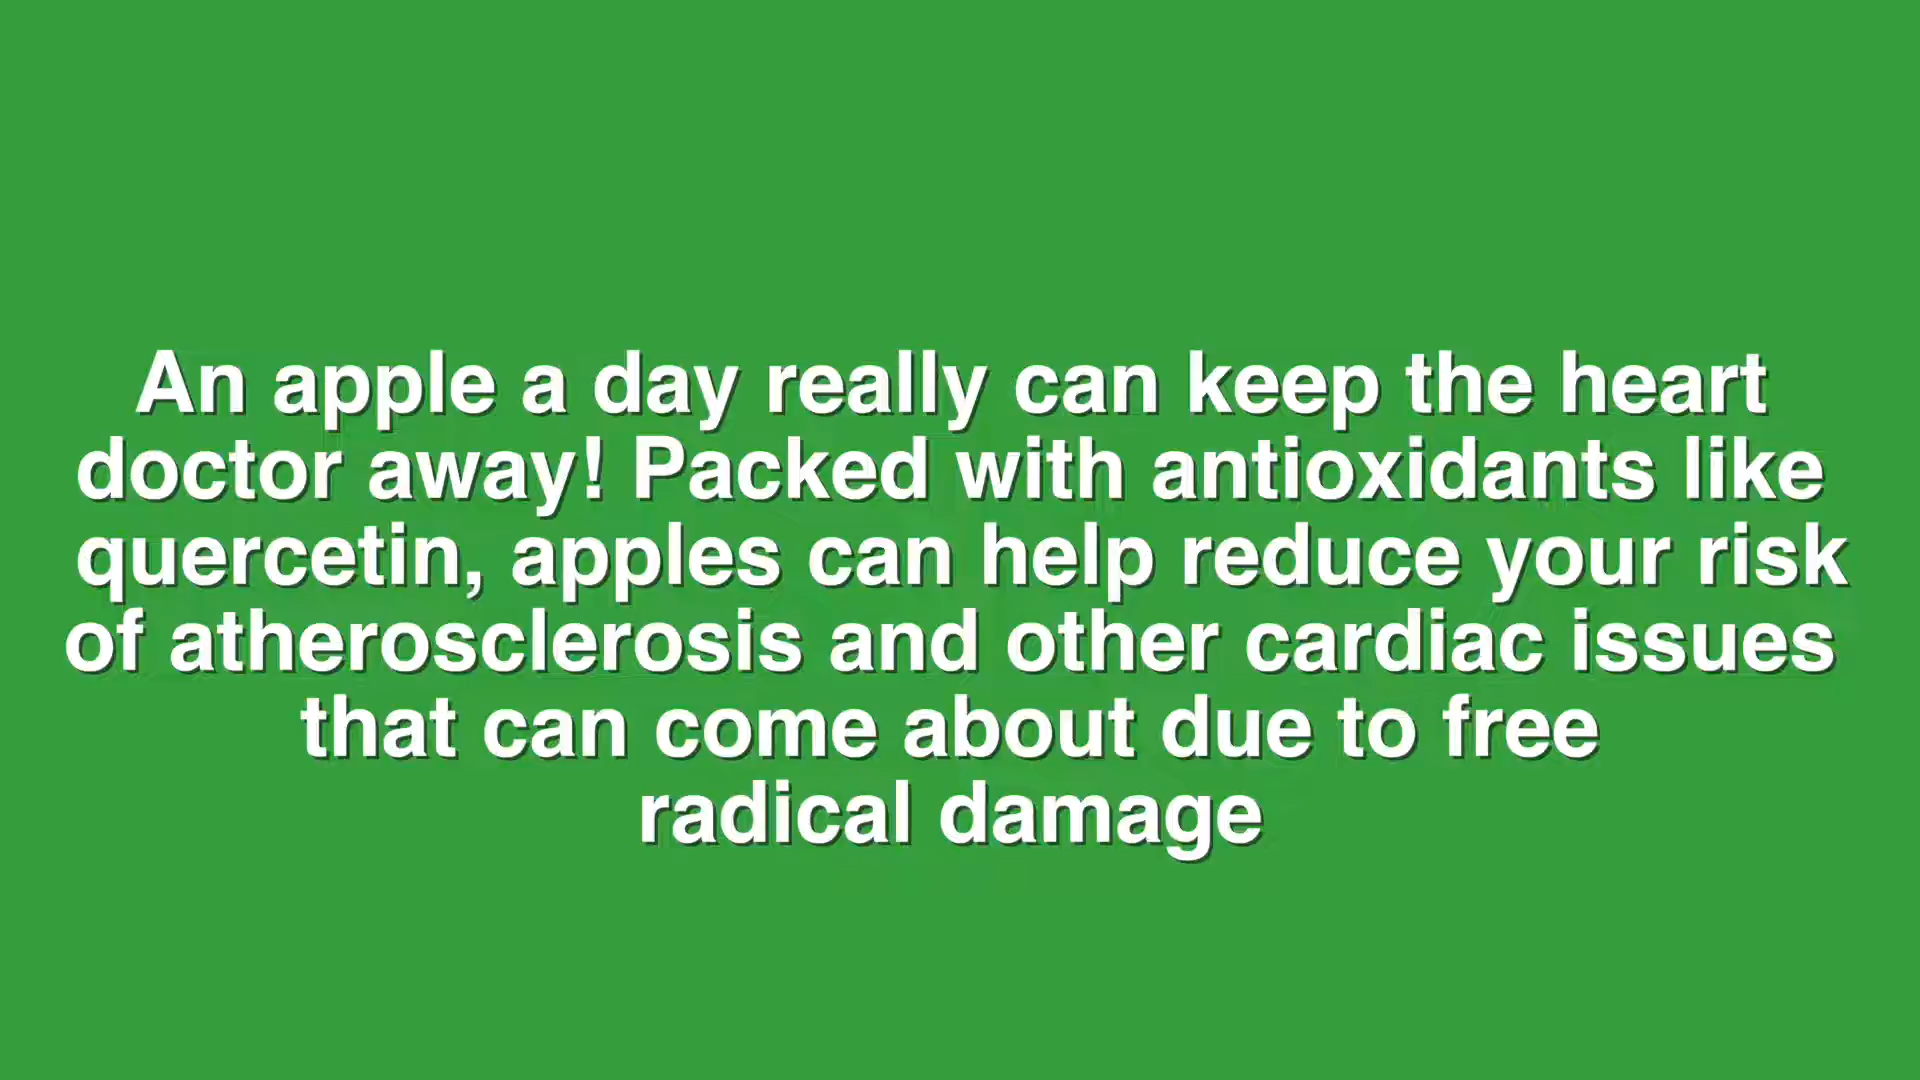 An apple a day really can keep the heart
doctor away! Packed with antioxidants like
quercetin, apples can help reduce your risk
of atherosclerosis and other cardiac issues
that can come about due to free
radical damage